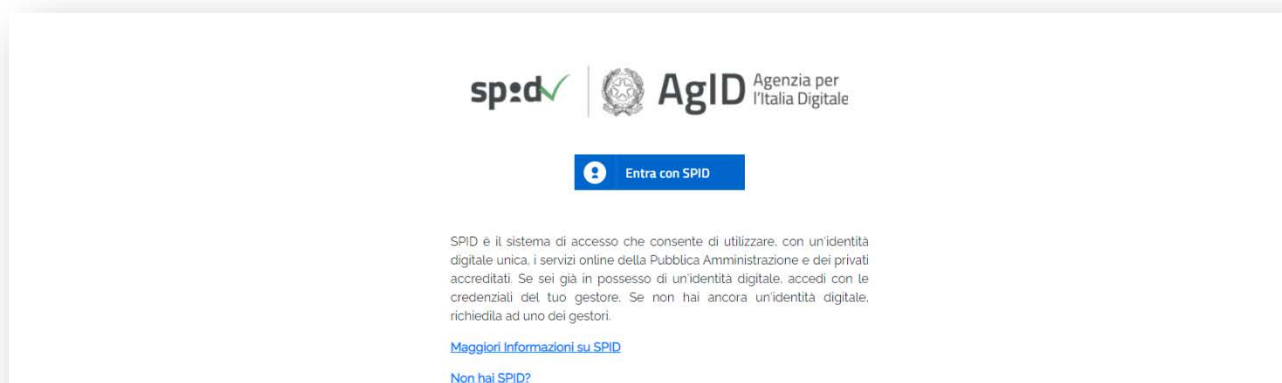 sp:d AgID Agenzia per l'Italia Digitale
Entra con SPID
SPID è il sistema di accesso che consente di utilizzare, con un'identità
digitale unica, i servizi online della Pubblica Amministrazione e dei privati
accreditati. Se sei già in possesso di un'identità digitale, accedi con le
credenziali del tuo gestore. Se non hai ancora un'identità digitale,
richiedila ad uno dei gestori.
Maggiori Informazioni su SPID
Non hai SPID?